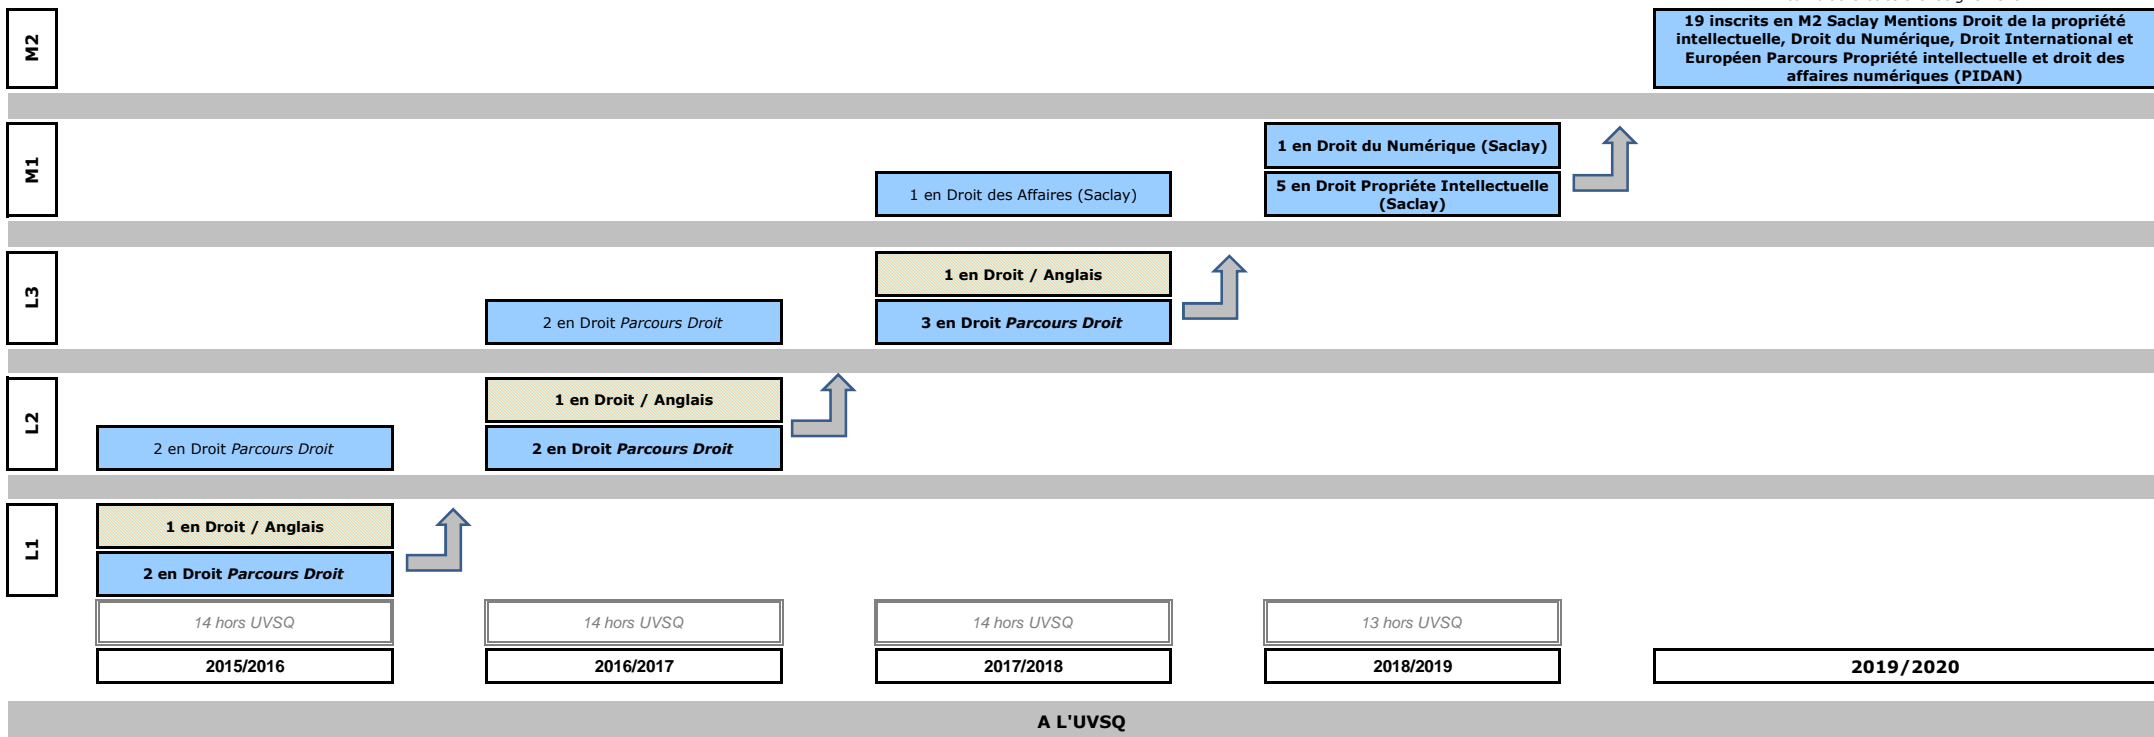 M2
19 inscrits en M2 Saclay Mentions Droit de la propriété
intellectuelle, Droit du Numérique, Droit International et
Européen Parcours Propriété intellectuelle et droit des
affaires numériques (PIDAN)
M1
1 en Droit du Numérique (Saclay)
1 en Droit des Affaires (Saclay)
5 en Droit Propriéte Intellectuelle
(Saclay)
L3
1 en Droit / Anglais
2 en Droit Parcours Droit
3 en Droit Parcours Droit
L2
1 en Droit / Anglais
2 en Droit Parcours Droit
2 en Droit Parcours Droit
L1
1 en Droit / Anglais
2 en Droit Parcours Droit
14 hors UVSQ
14 hors UVSQ
14 hors UVSQ
13 hors UVSQ
2015/2016
2016/2017
2017/2018
2018/2019
2019/2020
A L'UVSQ